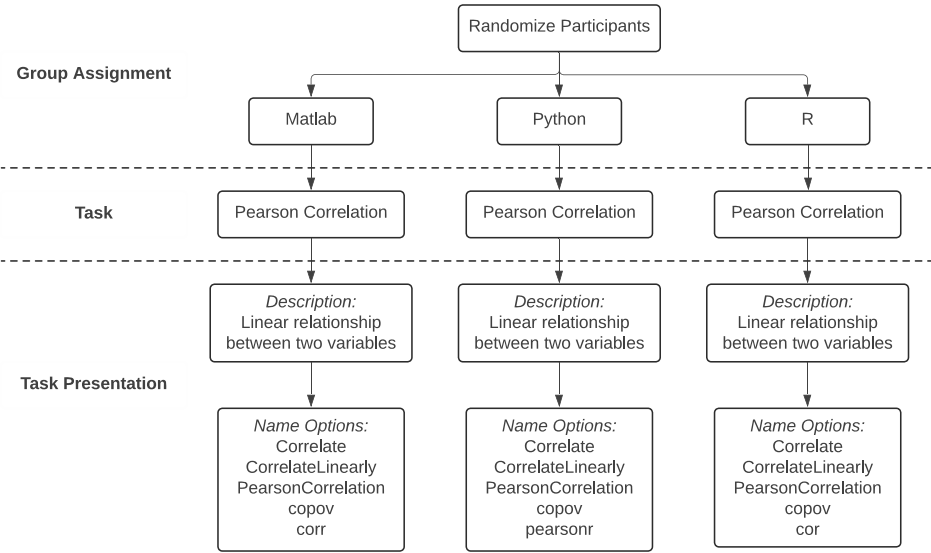 Randomize Participants
Group Assignment
Matlab
Python
R
Task
Pearson Correlation
Pearson Correlation
Pearson Correlation
Task Presentation
Description:
Linear relationship
between two variables
Description:
Linear relationship
between two variables
Description:
Linear relationship
between two variables
Name Options:
Correlate
CorrelateLinearly
PearsonCorrelation
copov
corr
Name Options:
Correlate
CorrelateLinearly
PearsonCorrelation
copov
pearsonr
Name Options:
Correlate
CorrelateLinearly
PearsonCorrelation
copov
cor